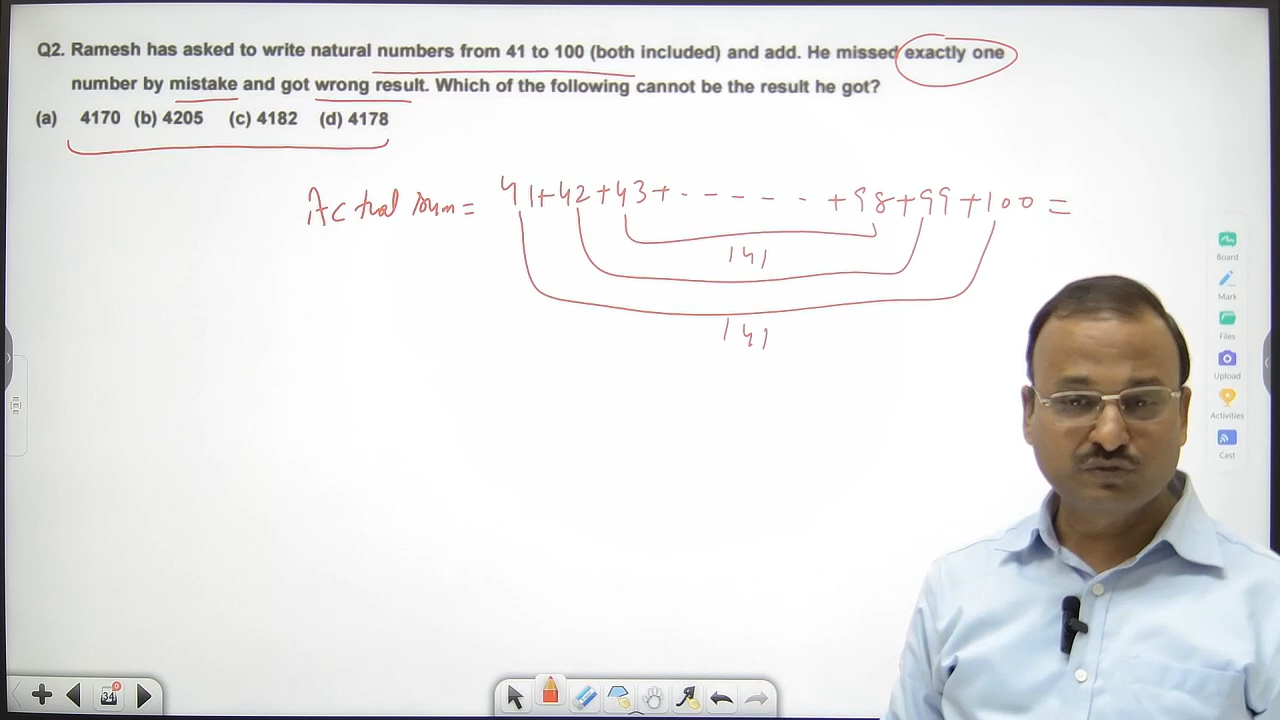 Q2. Ramesh has asked to write natural numbers from 41 to 100 (both included) and add. He missed exactly one
number by mistake and got wrong result. Which of the following cannot be the result he got?
(a) 4170 (b) 4205 (c) 4182 (d) 4178
Actual sum = 41+42+43+ - - - - - - +98+99+100 =
141
141
Board
Mark
Files
Upload
Activities
Cast
34
0